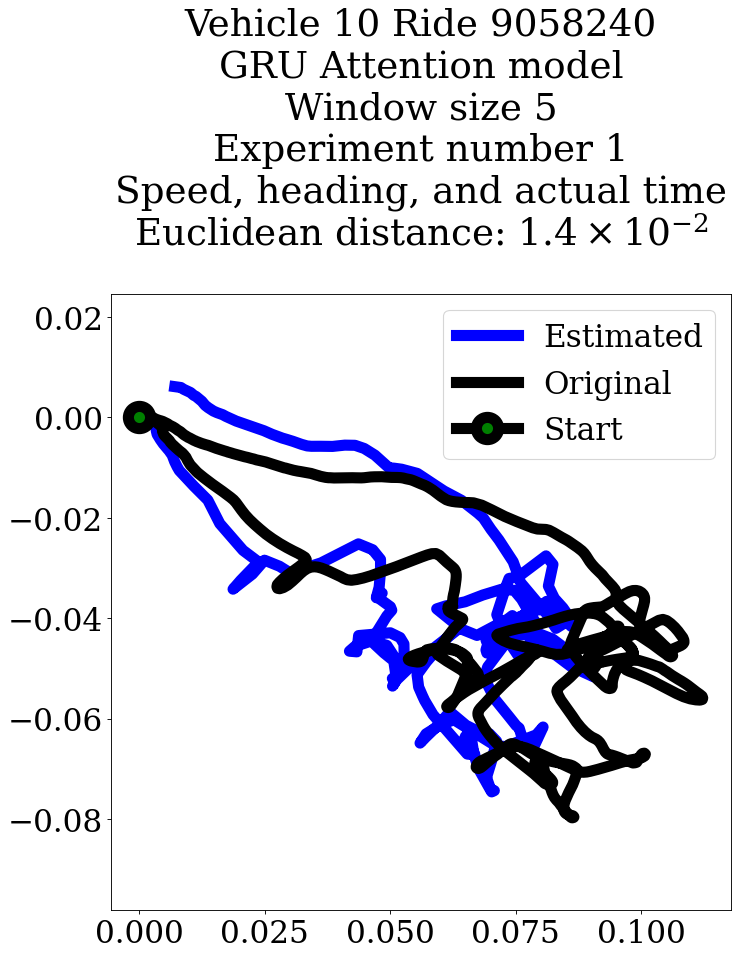 Vehicle 10 Ride 9058240
GRU Attention model
Window size 5
Experiment number 1
Speed, heading, and actual time
Euclidean distance: 1.4 × 10⁻²
Estimated
Original
Start
0.02
0.00
−0.02
−0.04
−0.06
−0.08
0.000 0.025 0.050 0.075 0.100